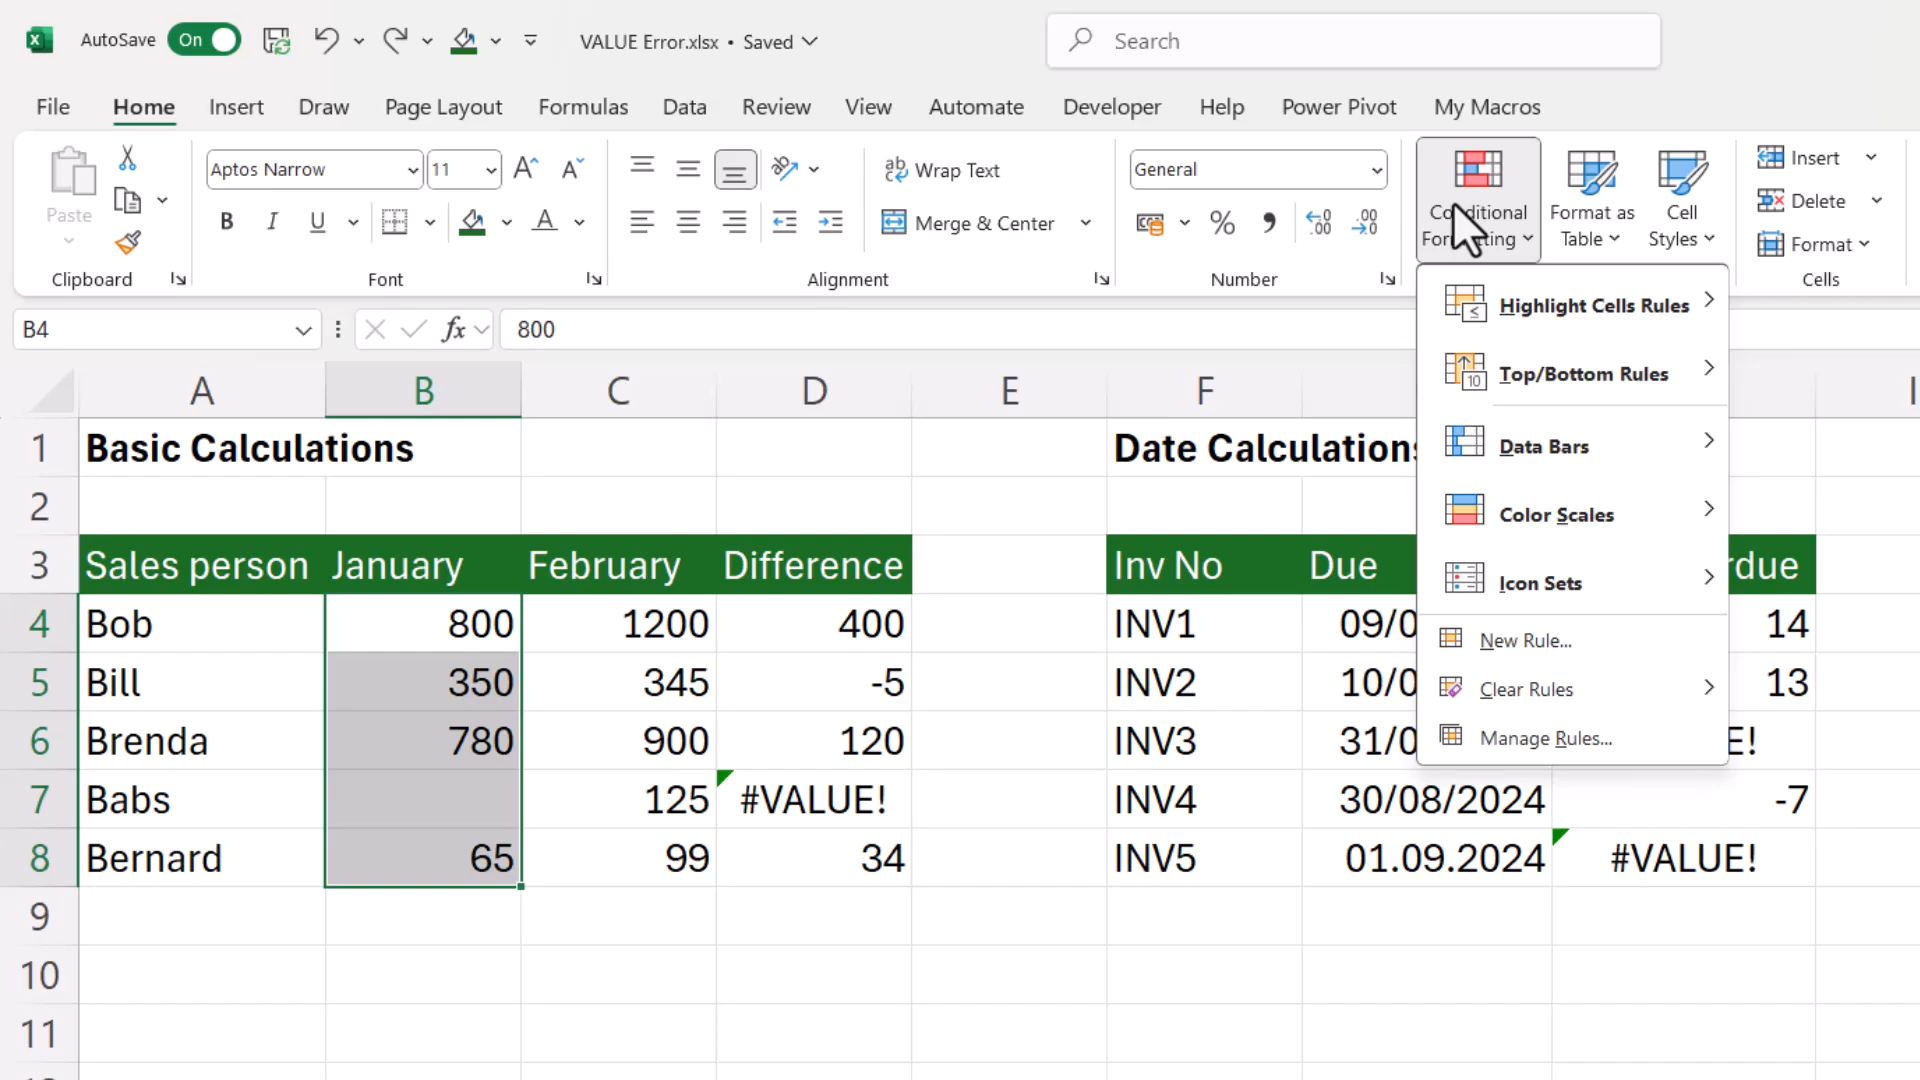 AutoSave On VALUE Error.xlsx • Saved Search
File Home Insert Draw Page Layout Formulas Data Review View Automate Developer Help Power Pivot My Macros
Paste
Clipboard
Aptos Narrow 11
B I U A
Font
Wrap Text
Merge & Center
Alignment
General
% 9
Number
Conditional
Formatting
Format as
Table
Cell
Styles
Insert
Delete
Format
Cells
B4 fx 800
Highlight Cells Rules
Top/Bottom Rules
Data Bars
Color Scales
Icon Sets
New Rule...
Clear Rules
Manage Rules...
A B C D E F I
1 Basic Calculations Date Calculations
2
3 Sales person January February Difference Inv No Due rdue
4 Bob 800 1200 400 INV1 09/0 14
5 Bill 350 345 -5 INV2 10/0 13
6 Brenda 780 900 120 INV3 31/0 E!
7 Babs 125 #VALUE! INV4 30/08/2024 -7
8 Bernard 65 99 34 INV5 01.09.2024 #VALUE!
9
10
11